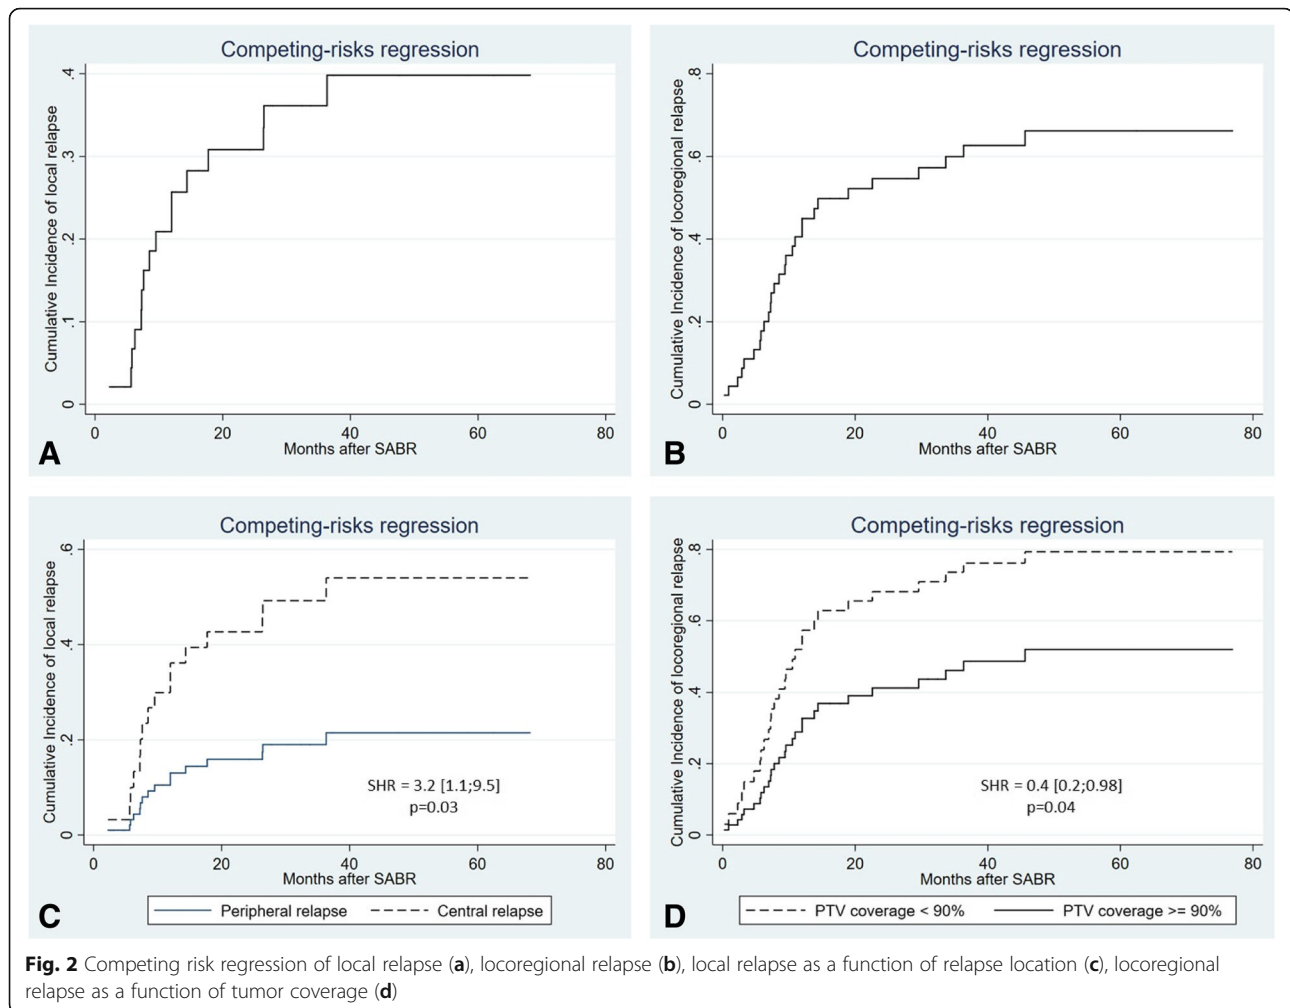 Competing-risks regression
Cumulative Incidence of local relapse
.4
.3
.2
.1
0
0 20 40 60 80
Months after SABR
A
Competing-risks regression
Cumulative Incidence of locoregional relapse
.8
.6
.4
.2
0
0 20 40 60 80
Months after SABR
B
Competing-risks regression
Cumulative Incidence of local relapse
.6
.4
.2
0
SHR = 3.2 [1.1;9.5]
p=0.03
0 20 40 60 80
Months after SABR
Peripheral relapse Central relapse
C
Competing-risks regression
Cumulative Incidence of locoregional relapse
.8
.6
.4
.2
0
SHR = 0.4 [0.2;0.98]
p=0.04
0 20 40 60 80
Months after SABR
PTV coverage < 90% PTV coverage >= 90%
D
Fig. 2 Competing risk regression of local relapse (a), locoregional relapse (b), local relapse as a function of relapse location (c), locoregional
relapse as a function of tumor coverage (d)